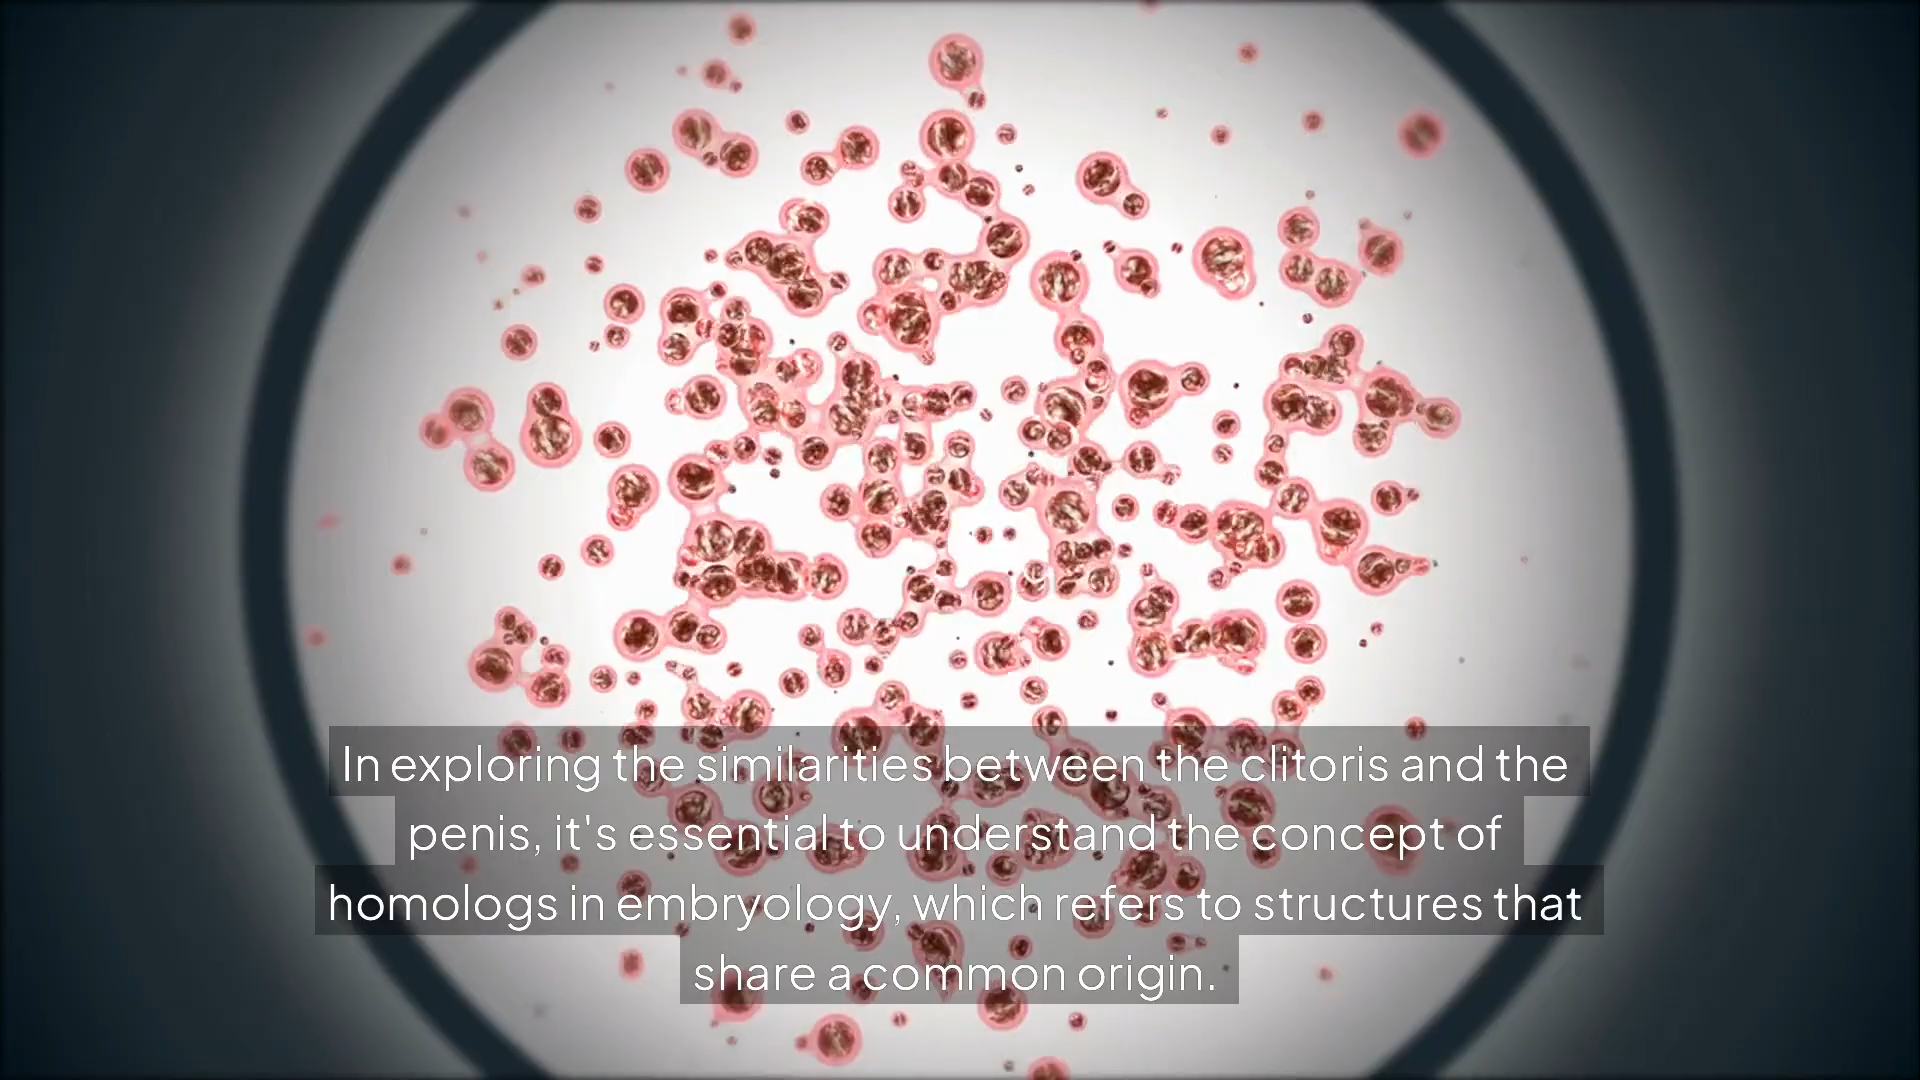 In exploring the similarities between the clitoris and the
penis, it's essential to understand the concept of
homologs in embryology, which refers to structures that
share a common origin.